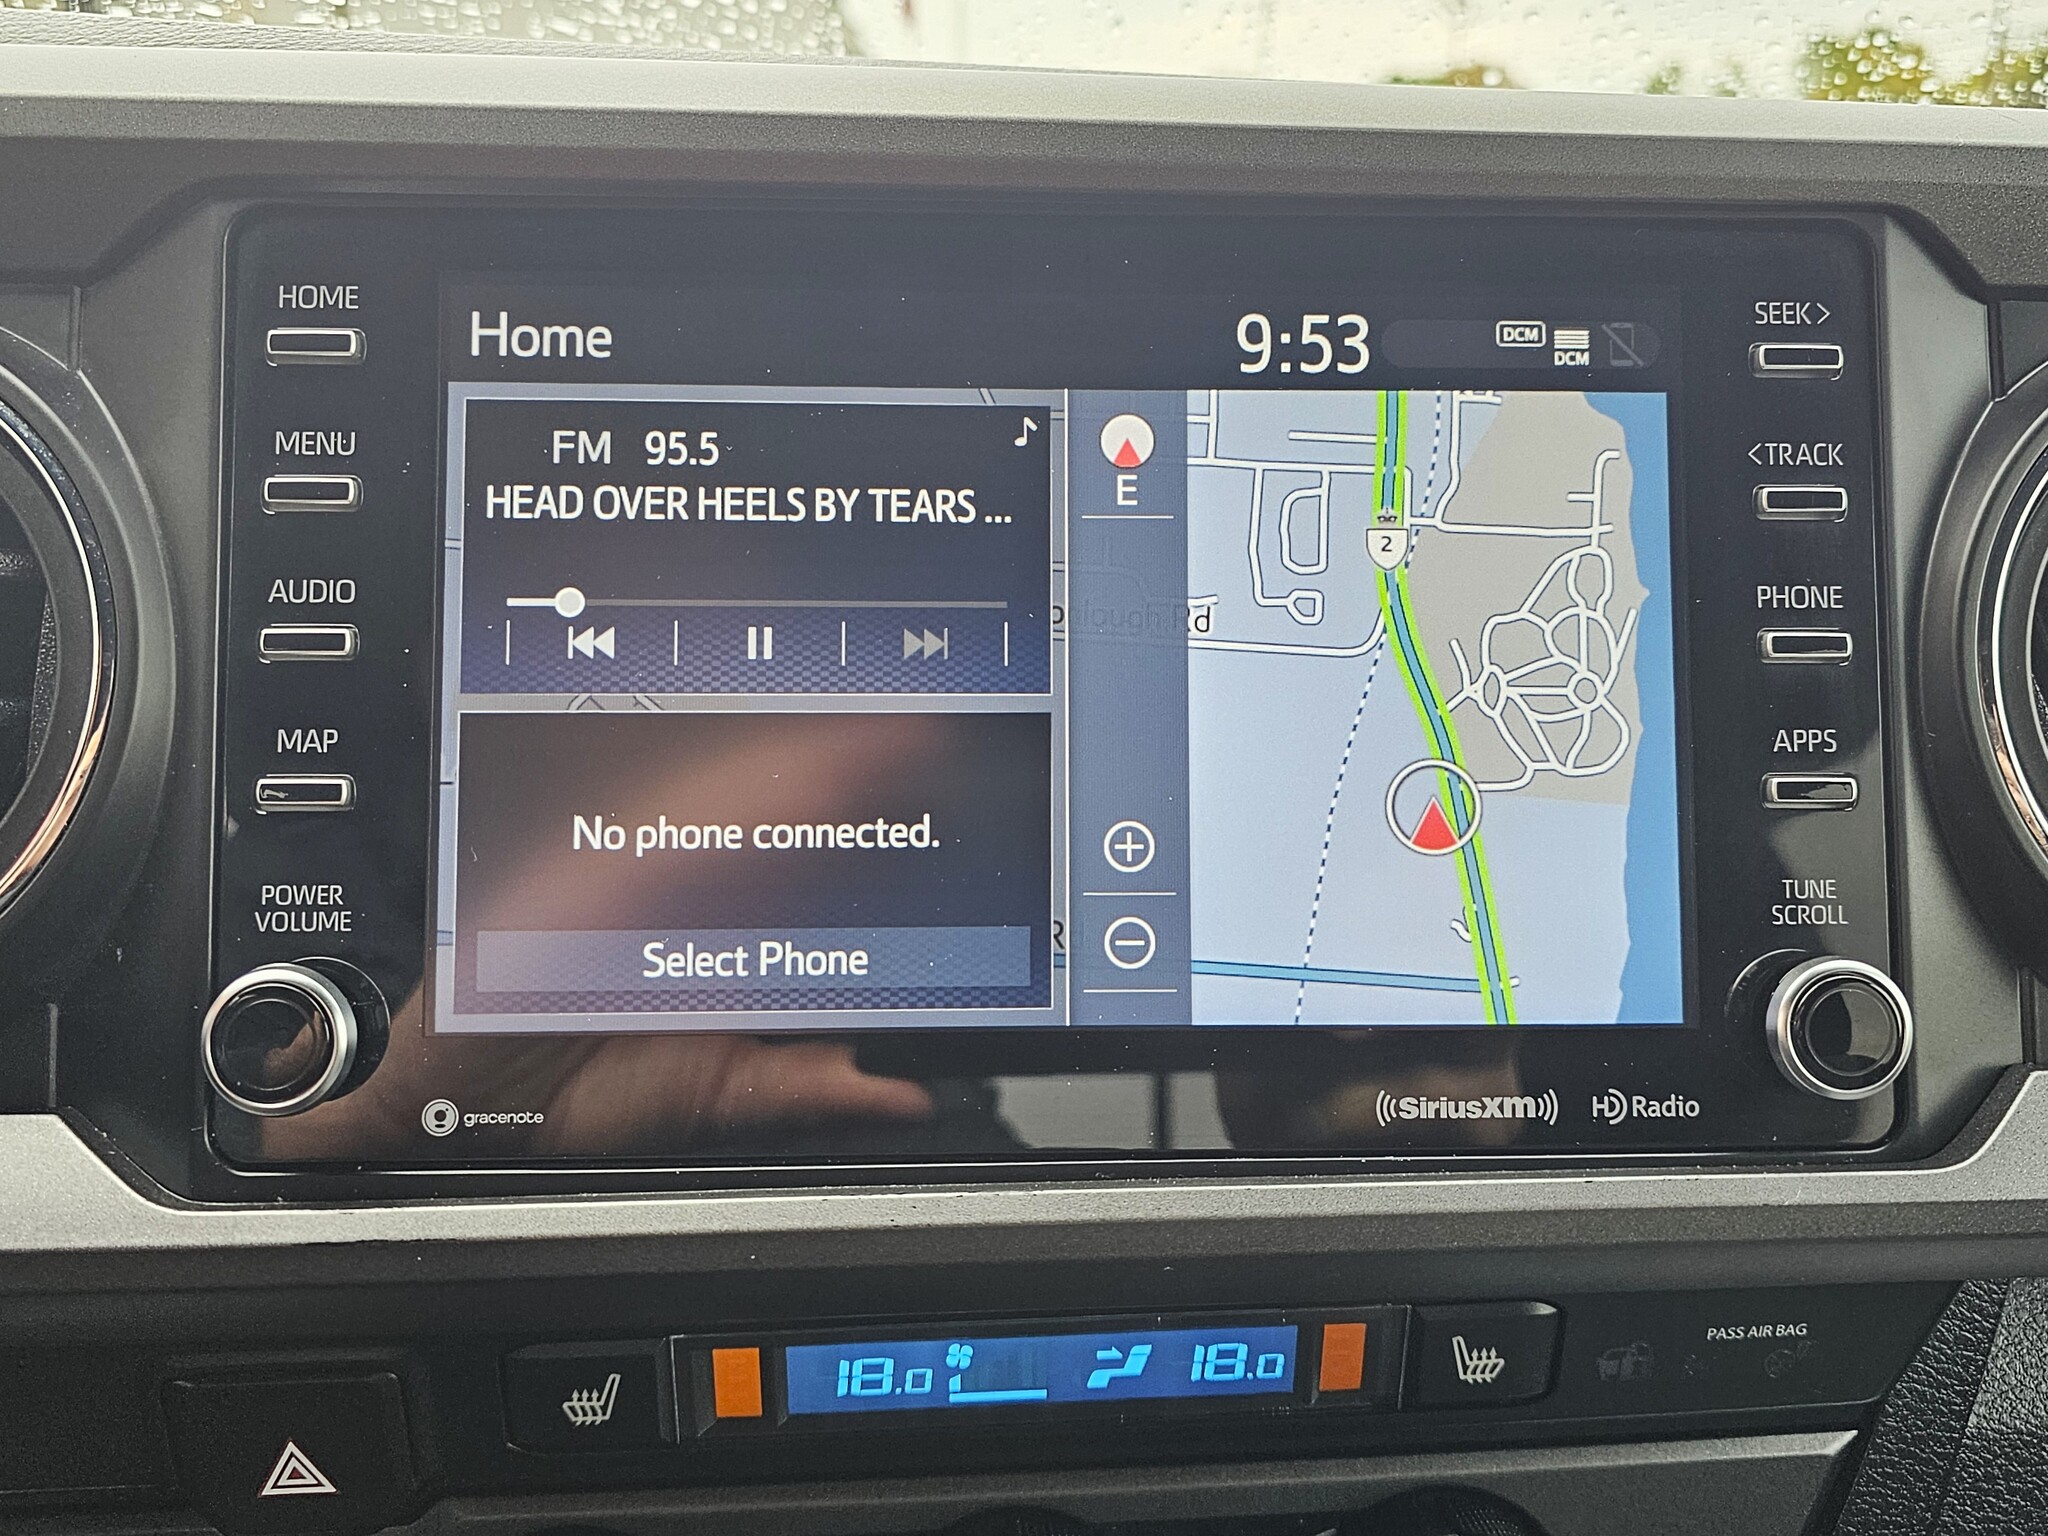 HOME
MENU
AUDIO
MAP
POWER
VOLUME
Home
9:53
DCM
DCM
FM 95.5
HEAD OVER HEELS BY TEARS ...
No phone connected.
Select Phone
E
2
Rd
R
SEEK>
<TRACK
PHONE
APPS
TUNE
SCROLL
gracenote
SiriusXM
HD Radio
18.0
18.0
PASS AIR BAG